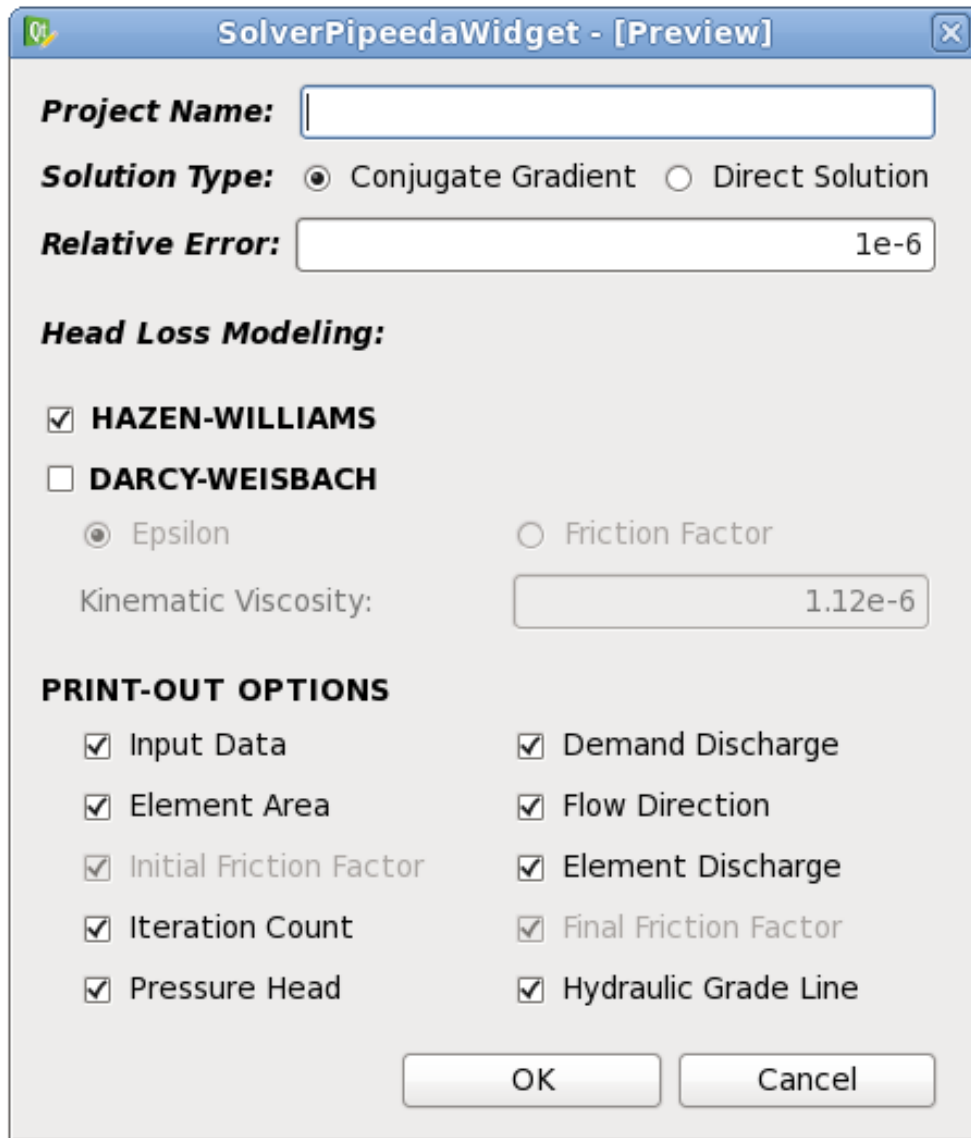 SolverPipeedaWidget - [Preview]
Project Name:
Solution Type: Conjugate Gradient Direct Solution
Relative Error: 1e-6
Head Loss Modeling:
HAZEN-WILLIAMS
DARCY-WEISBACH
Epsilon Friction Factor
Kinematic Viscosity: 1.12e-6
PRINT-OUT OPTIONS
Input Data Demand Discharge
Element Area Flow Direction
Initial Friction Factor Element Discharge
Iteration Count Final Friction Factor
Pressure Head Hydraulic Grade Line
OK Cancel